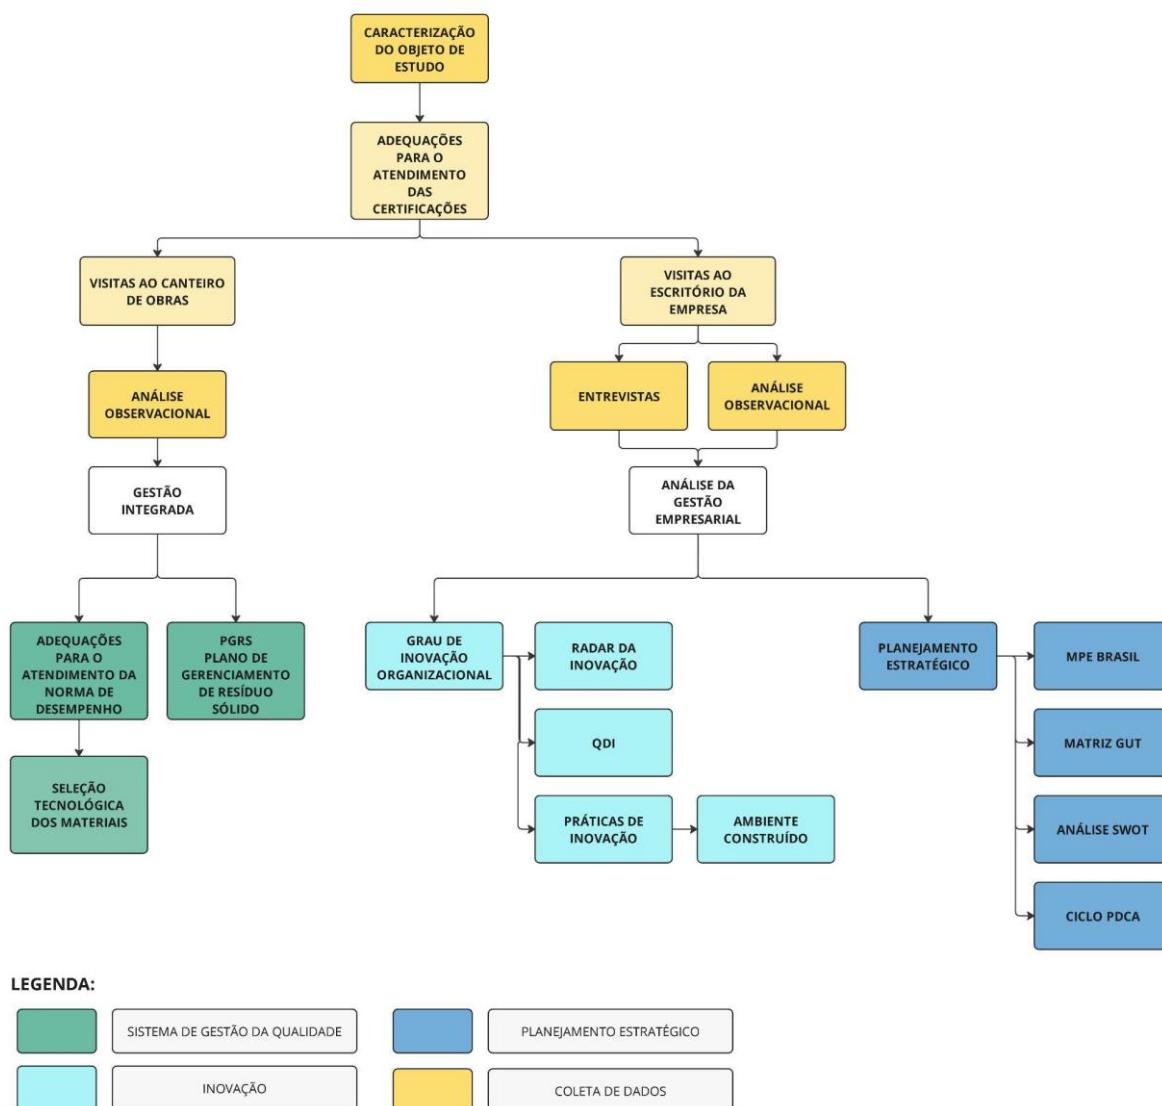 CARACTERIZAÇÃO
DO OBJETO DE
ESTUDO
ADEQUAÇÕES
PARA O
ATENDIMENTO
DAS
CERTIFICAÇÕES
VISITAS AO CANTEIRO
DE OBRAS
VISITAS AO
ESCRITÓRIO DA
EMPRESA
ANÁLISE
OBSERVACIONAL
ENTREVISTAS
ANÁLISE
OBSERVACIONAL
GESTÃO
INTEGRADA
ANÁLISE DA
GESTÃO
EMPRESARIAL
ADEQUAÇÕES
PARA O
ATENDIMENTO DA
NORMA DE
DESEMPENHO
PGRS
PLANO DE
GERENCIAMENTO
DE RESÍDUO
SÓLIDO
GRAU DE
INOVAÇÃO
ORGANIZACIONAL
RADAR DA
INOVAÇÃO
PLANEJAMENTO
ESTRATÉGICO
MPE BRASIL
QDI
MATRIZ GUT
SELEÇÃO
TECNOLÓGICA
DOS MATERIAIS
PRÁTICAS DE
INOVAÇÃO
AMBIENTE
CONSTRUÍDO
ANÁLISE SWOT
CICLO PDCA
LEGENDA:
SISTEMA DE GESTÃO DA QUALIDADE
PLANEJAMENTO ESTRATÉGICO
INOVAÇÃO
COLETA DE DADOS